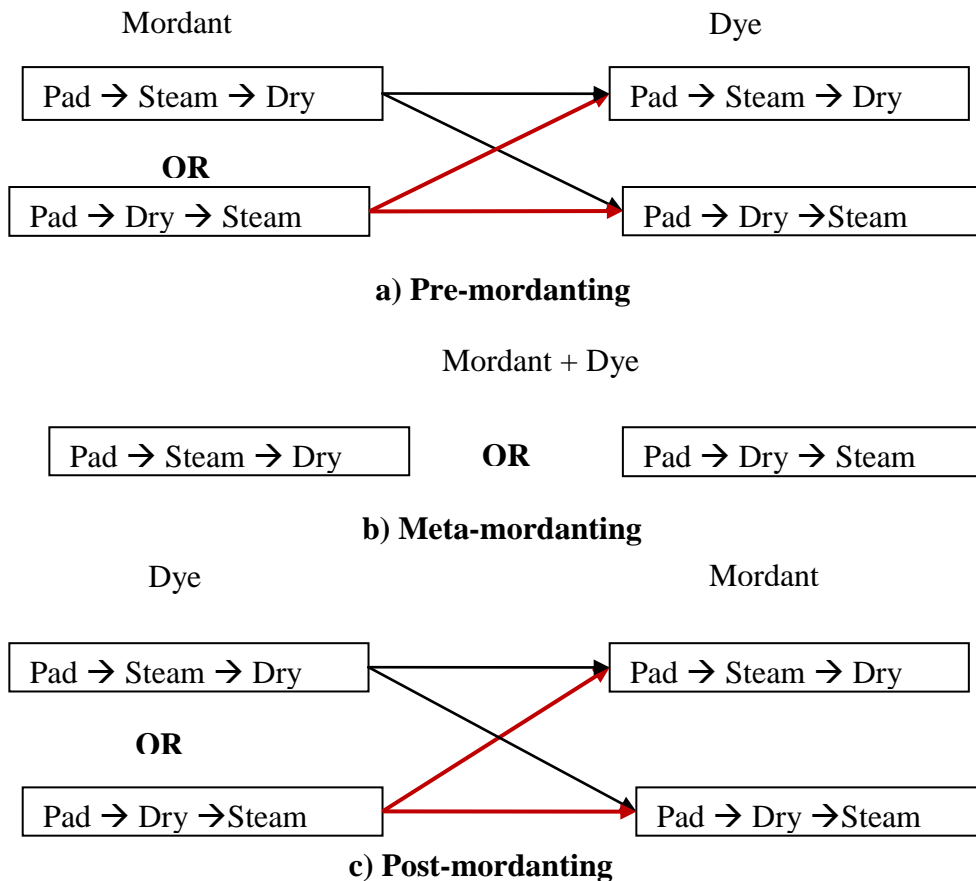 Mordant Dye
Pad → Steam → Dry Pad → Steam → Dry
OR
Pad → Dry → Steam Pad → Dry →Steam
a) Pre-mordanting
Mordant + Dye
Pad → Steam → Dry OR Pad → Dry → Steam
b) Meta-mordanting
Dye Mordant
Pad → Steam → Dry Pad → Steam → Dry
OR
Pad → Dry →Steam Pad → Dry →Steam
c) Post-mordanting